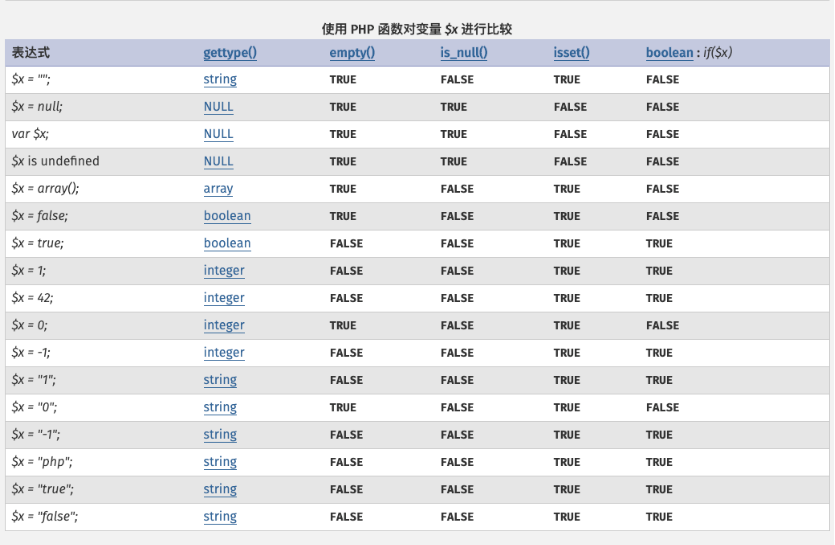 使用 PHP 函数对变量 $x 进行比较
表达式 gettype() empty() is_null() isset() boolean : if($x)
$x = ""; string TRUE FALSE TRUE FALSE
$x = null; NULL TRUE TRUE FALSE FALSE
var $x; NULL TRUE TRUE FALSE FALSE
$x is undefined NULL TRUE TRUE FALSE FALSE
$x = array(); array TRUE FALSE TRUE FALSE
$x = false; boolean TRUE FALSE TRUE FALSE
$x = true; boolean FALSE FALSE TRUE TRUE
$x = 1; integer FALSE FALSE TRUE TRUE
$x = 42; integer FALSE FALSE TRUE TRUE
$x = 0; integer TRUE FALSE TRUE FALSE
$x = -1; integer FALSE FALSE TRUE TRUE
$x = "1"; string FALSE FALSE TRUE TRUE
$x = "0"; string TRUE FALSE TRUE FALSE
$x = "-1"; string FALSE FALSE TRUE TRUE
$x = "php"; string FALSE FALSE TRUE TRUE
$x = "true"; string FALSE FALSE TRUE TRUE
$x = "false"; string FALSE FALSE TRUE TRUE